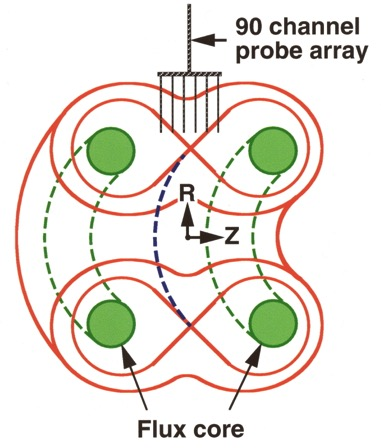 90 channel
probe array
R
Z
Flux core